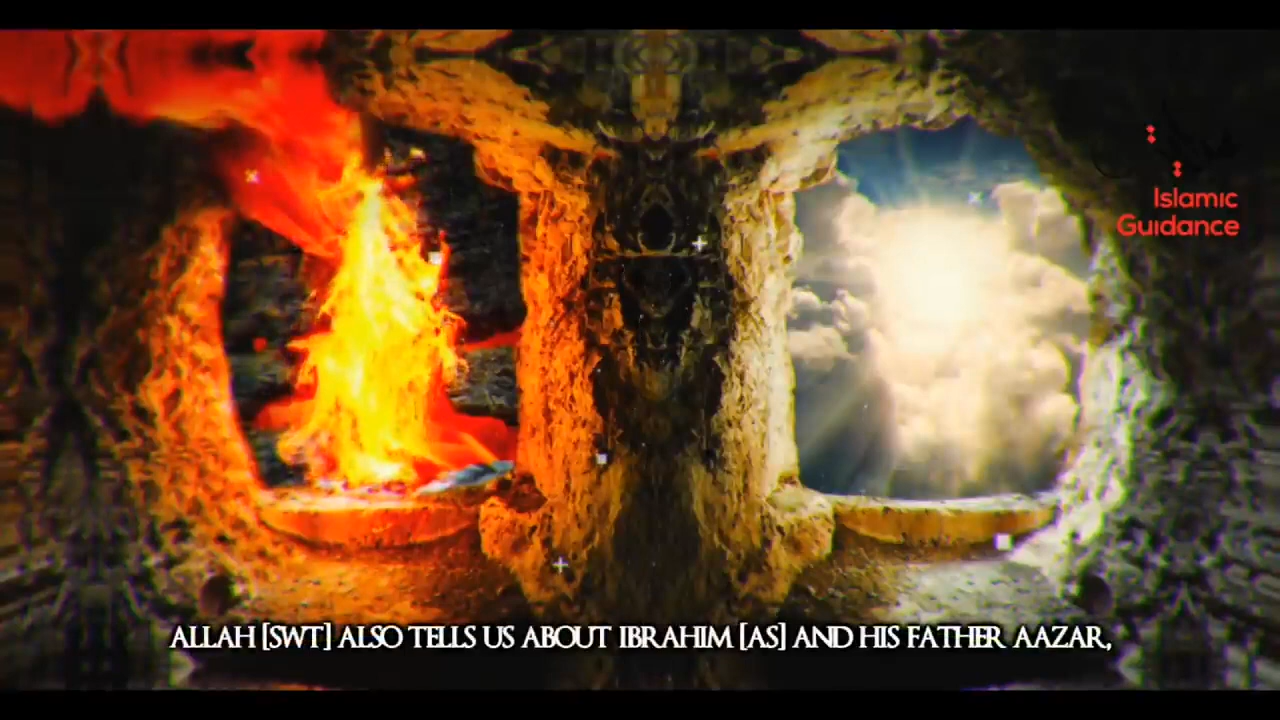 Islamic
Guidance
ALLAH [SWT] ALSO TELLS US ABOUT IBRAHIM [AS] AND HIS FATHER AAZAR,